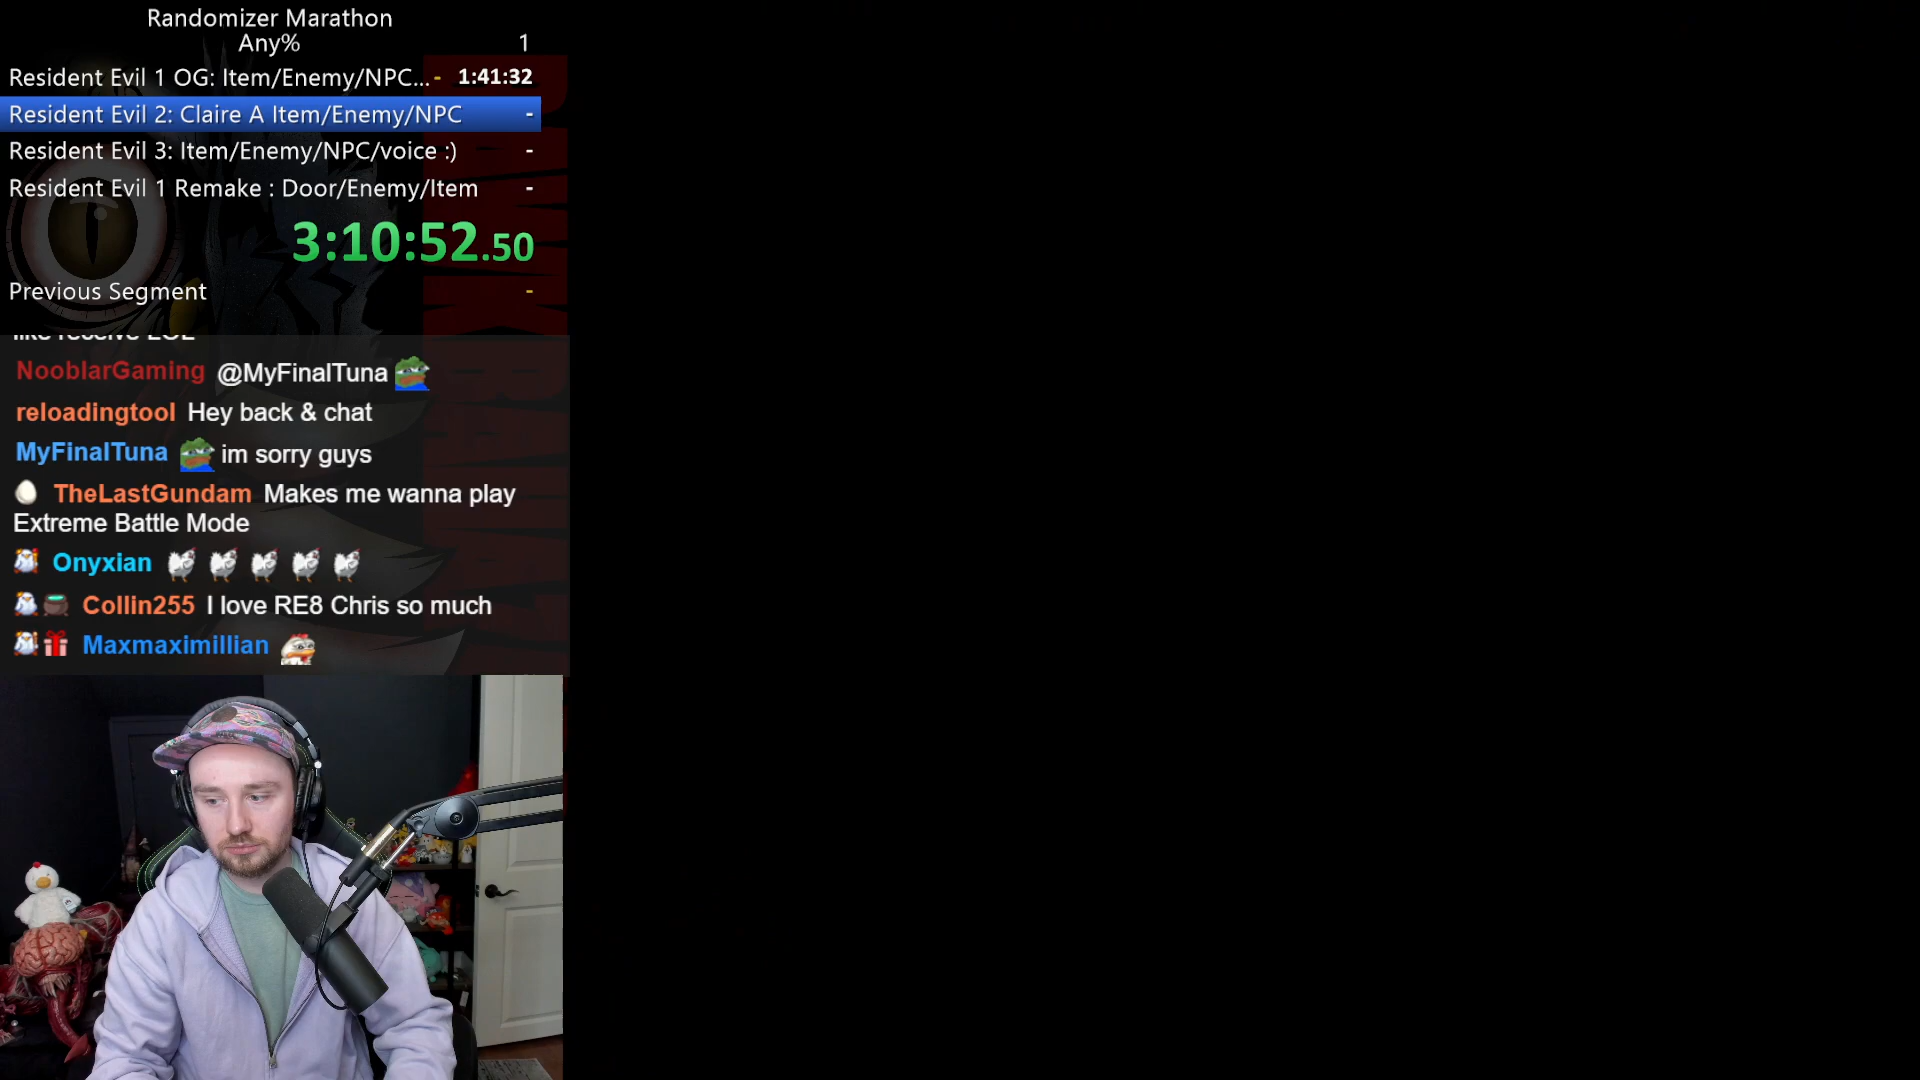 Randomizer Marathon
Any% 1
Resident Evil 1 OG: Item/Enemy/NPC... - 1:41:32
Resident Evil 2: Claire A Item/Enemy/NPC -
Resident Evil 3: Item/Enemy/NPC/voice :) -
Resident Evil 1 Remake : Door/Enemy/Item -
3:10:52.50
Previous Segment -
NooblarGaming @MyFinalTuna
reloadingtool Hey back & chat
MyFinalTuna im sorry guys
TheLastGundam Makes me wanna play
Extreme Battle Mode
Onyxian
Collin255 I love RE8 Chris so much
Maxmaximillian